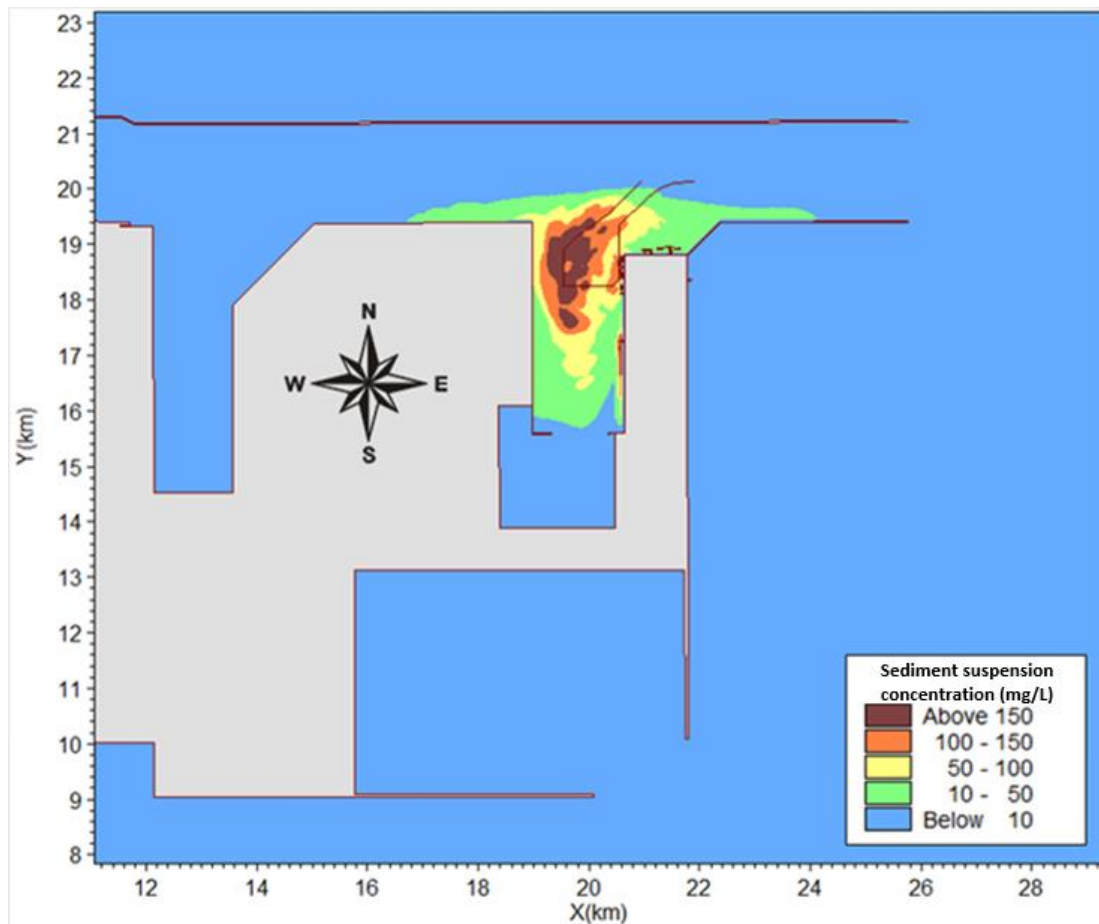 23
22
21
20
19
18
17
16
15
14
13
12
11
10
9
8
Y(km)
N
W E
S
Sediment suspension
concentration (mg/L)
Above 150
100 - 150
50 - 100
10 - 50
Below 10
12 14 16 18 20 22 24 26 28
X(km)